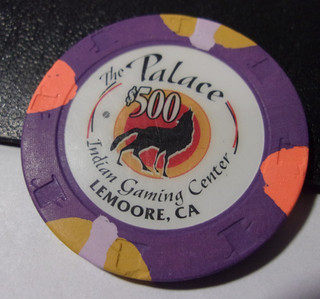 The Palace
$500
Indian Gaming Center
LEMOORE, CA